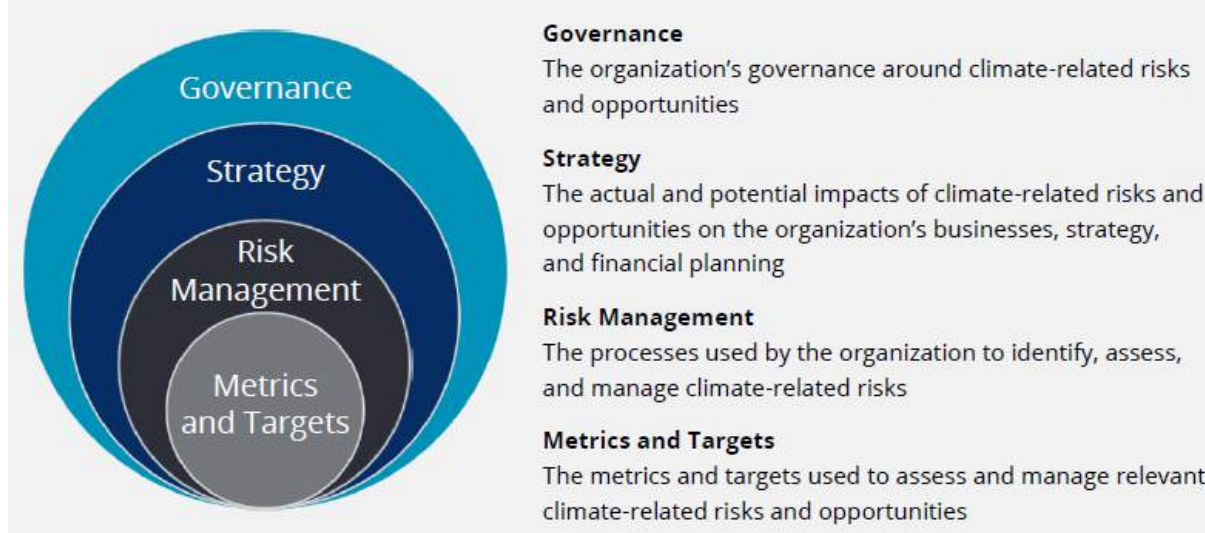 Governance
Strategy
Risk
Management
Metrics
and Targets
Governance
The organization’s governance around climate-related risks
and opportunities
Strategy
The actual and potential impacts of climate-related risks and
opportunities on the organization’s businesses, strategy,
and financial planning
Risk Management
The processes used by the organization to identify, assess,
and manage climate-related risks
Metrics and Targets
The metrics and targets used to assess and manage relevant
climate-related risks and opportunities